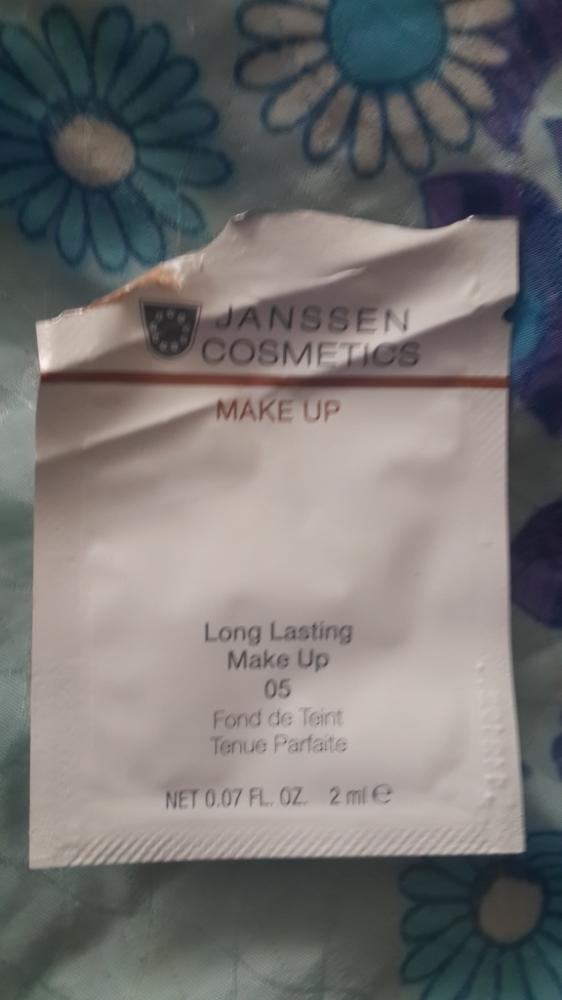 JANSSEN
COSMETICS
MAKE UP
Long Lasting
Make Up
05
Fond de Teint
Tenue Parfaite
NET 0.07 FL. OZ. 2 ml ℮